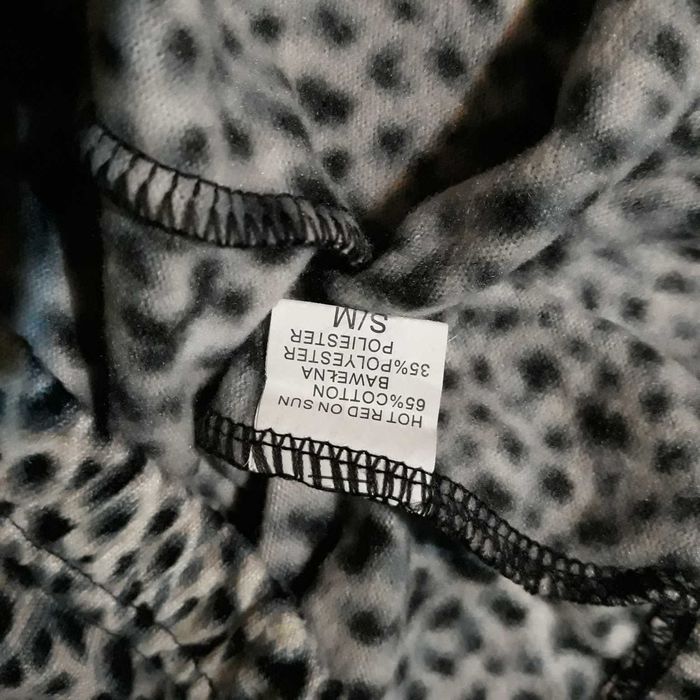 HOT RED ON SUN
65%COTTON
BAWEŁNA
35%POLYESTER
POLIESTER
S/M